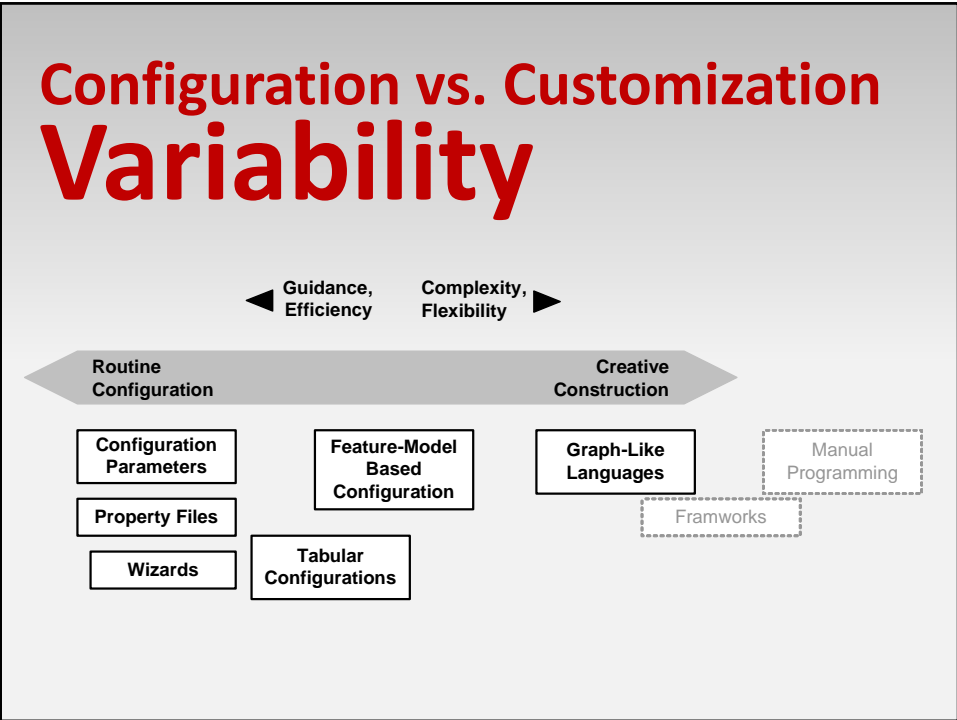 Configuration vs. Customization
Variability
Guidance,
Efficiency
Complexity,
Flexibility
Routine
Configuration
Creative
Construction
Configuration
Parameters
Feature-Model
Based
Configuration
Graph-Like
Languages
Manual
Programming
Property Files
Framworks
Wizards
Tabular
Configurations